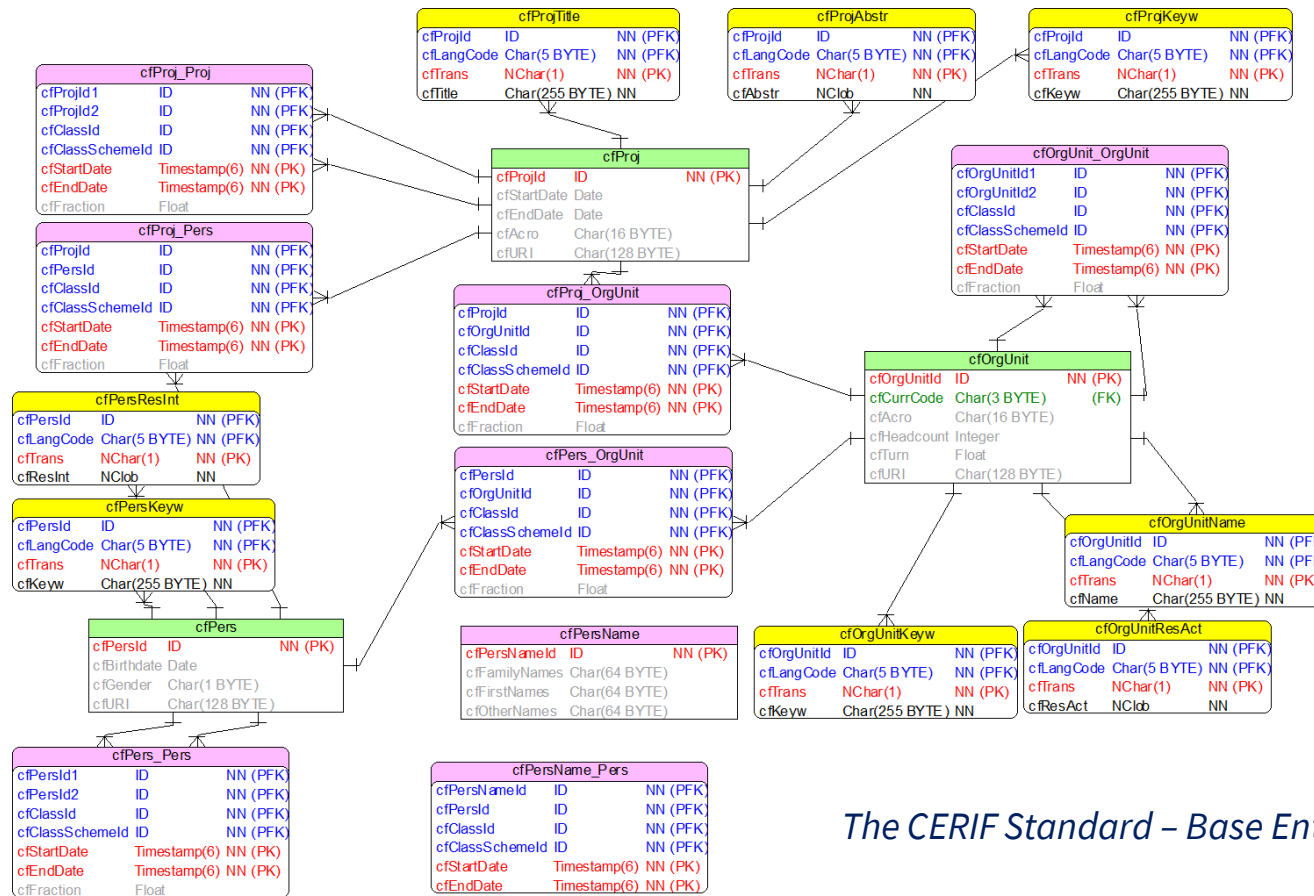 cfProjTitle
cfProjId ID NN (PFK)
cfLangCode Char(5 BYTE) NN (PFK)
cfTrans NChar(1) NN (PK)
cfTitle Char(255 BYTE) NN
cfProjAbstr
cfProjId ID NN (PFK)
cfLangCode Char(5 BYTE) NN (PFK)
cfTrans NChar(1) NN (PK)
cfAbstr NClob NN
cfProjKeyw
cfProjId ID NN (PFK)
cfLangCode Char(5 BYTE) NN (PFK)
cfTrans NChar(1) NN (PK)
cfKeyw Char(255 BYTE) NN
cfProj_Proj
cfProjId1 ID NN (PFK)
cfProjId2 ID NN (PFK)
cfClassId ID NN (PFK)
cfClassSchemeId ID NN (PFK)
cfStartDate Timestamp(6) NN (PK)
cfEndDate Timestamp(6) NN (PK)
cfFraction Float
cfProj
cfProjId ID NN (PK)
cfStartDate Date
cfEndDate Date
cfAcro Char(16 BYTE)
cfURI Char(128 BYTE)
cfOrgUnit_OrgUnit
cfOrgUnitId1 ID NN (PFK)
cfOrgUnitId2 ID NN (PFK)
cfClassId ID NN (PFK)
cfClassSchemeId ID NN (PFK)
cfStartDate Timestamp(6) NN (PK)
cfEndDate Timestamp(6) NN (PK)
cfFraction Float
cfProj_Pers
cfProjId ID NN (PFK)
cfPersId ID NN (PFK)
cfClassId ID NN (PFK)
cfClassSchemeId ID NN (PFK)
cfStartDate Timestamp(6) NN (PK)
cfEndDate Timestamp(6) NN (PK)
cfFraction Float
cfProj_OrgUnit
cfProjId ID NN (PFK)
cfOrgUnitId ID NN (PFK)
cfClassId ID NN (PFK)
cfClassSchemeId ID NN (PFK)
cfStartDate Timestamp(6) NN (PK)
cfEndDate Timestamp(6) NN (PK)
cfFraction Float
cfOrgUnit
cfOrgUnitId ID NN (PK)
cfCurrCode Char(3 BYTE) (FK)
cfAcro Char(16 BYTE)
cfHeadcount Integer
cfTurn Float
cfURI Char(128 BYTE)
cfPersResInt
cfPersId ID NN (PFK)
cfLangCode Char(5 BYTE) NN (PFK)
cfTrans NChar(1) NN (PK)
cfResInt NClob NN
cfPers_OrgUnit
cfPersId ID NN (PFK)
cfOrgUnitId ID NN (PFK)
cfClassId ID NN (PFK)
cfClassSchemeId ID NN (PFK)
cfStartDate Timestamp(6) NN (PK)
cfEndDate Timestamp(6) NN (PK)
cfFraction Float
cfPersKeyw
cfPersId ID NN (PFK)
cfLangCode Char(5 BYTE) NN (PFK)
cfTrans NChar(1) NN (PK)
cfKeyw Char(255 BYTE) NN
cfOrgUnitName
cfOrgUnitId ID NN (PF
cfLangCode Char(5 BYTE) NN (PF
cfTrans NChar(1) NN (PK
cfName Char(255 BYTE) NN
cfPers
cfPersId ID NN (PK)
cfBirthdate Date
cfGender Char(1 BYTE)
cfURI Char(128 BYTE)
cfPersName
cfPersNameId ID NN (PK)
cfFamilyNames Char(64 BYTE)
cfFirstNames Char(64 BYTE)
cfOtherNames Char(64 BYTE)
cfOrgUnitKeyw
cfOrgUnitId ID NN (PFK)
cfLangCode Char(5 BYTE) NN (PFK)
cfTrans NChar(1) NN (PK)
cfKeyw Char(255 BYTE) NN
cfOrgUnitResAct
cfOrgUnitId ID NN (PFK)
cfLangCode Char(5 BYTE) NN (PFK)
cfTrans NChar(1) NN (PK)
cfResAct NClob NN
cfPers_Pers
cfPersId1 ID NN (PFK)
cfPersId2 ID NN (PFK)
cfClassId ID NN (PFK)
cfClassSchemeId ID NN (PFK)
cfStartDate Timestamp(6) NN (PK)
cfEndDate Timestamp(6) NN (PK)
cfFraction Float
cfPersName_Pers
cfPersNameId ID NN (PFK)
cfPersId ID NN (PFK)
cfClassId ID NN (PFK)
cfClassSchemeId ID NN (PFK)
cfStartDate Timestamp(6) NN (PK)
cfEndDate Timestamp(6) NN (PK)
The CERIF Standard – Base Ent